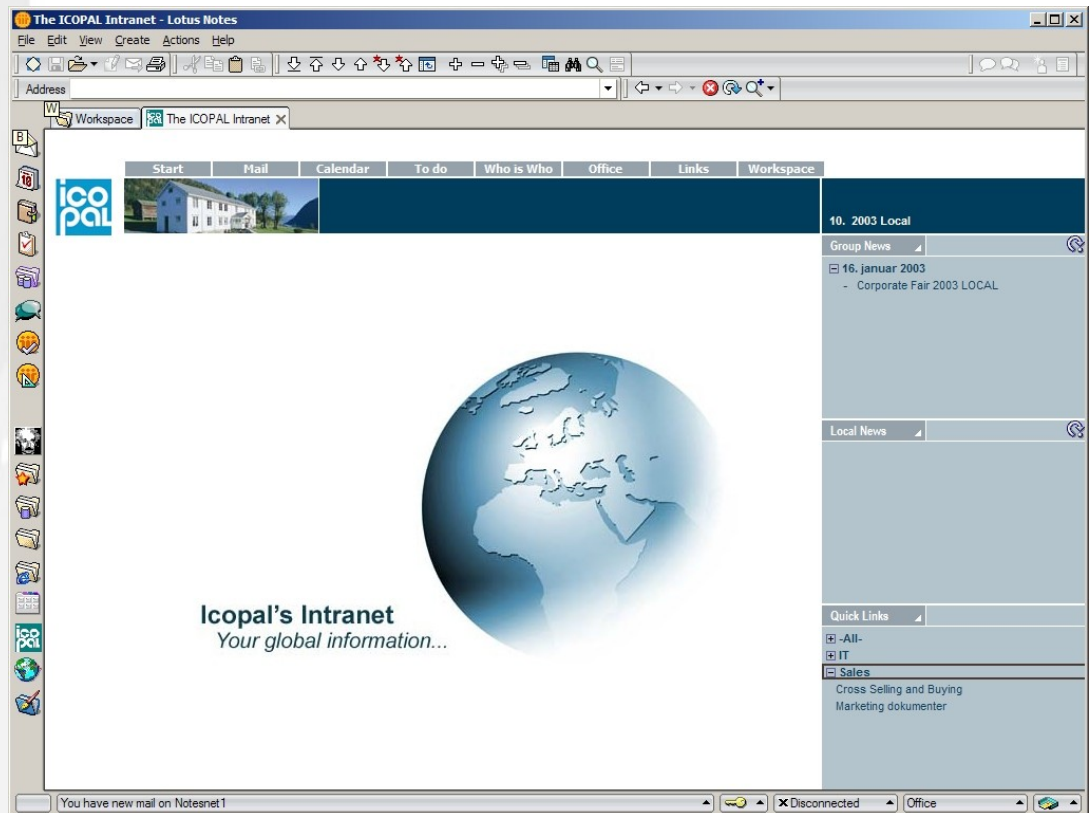 The ICOPAL Intranet - Lotus Notes
File Edit View Create Actions Help
Address
W
Workspace The ICOPAL Intranet
B
Start Mail Calendar To do Who is Who Office Links Workspace
10
ico
pal
10. 2003 Local
Group News
16. januar 2003
- Corporate Fair 2003 LOCAL
Local News
Icopal's Intranet
Your global information...
Quick Links
-All-
IT
Sales
Cross Selling and Buying
Marketing dokumenter
ico
pal
You have new mail on Notesnet1 Disconnected Office